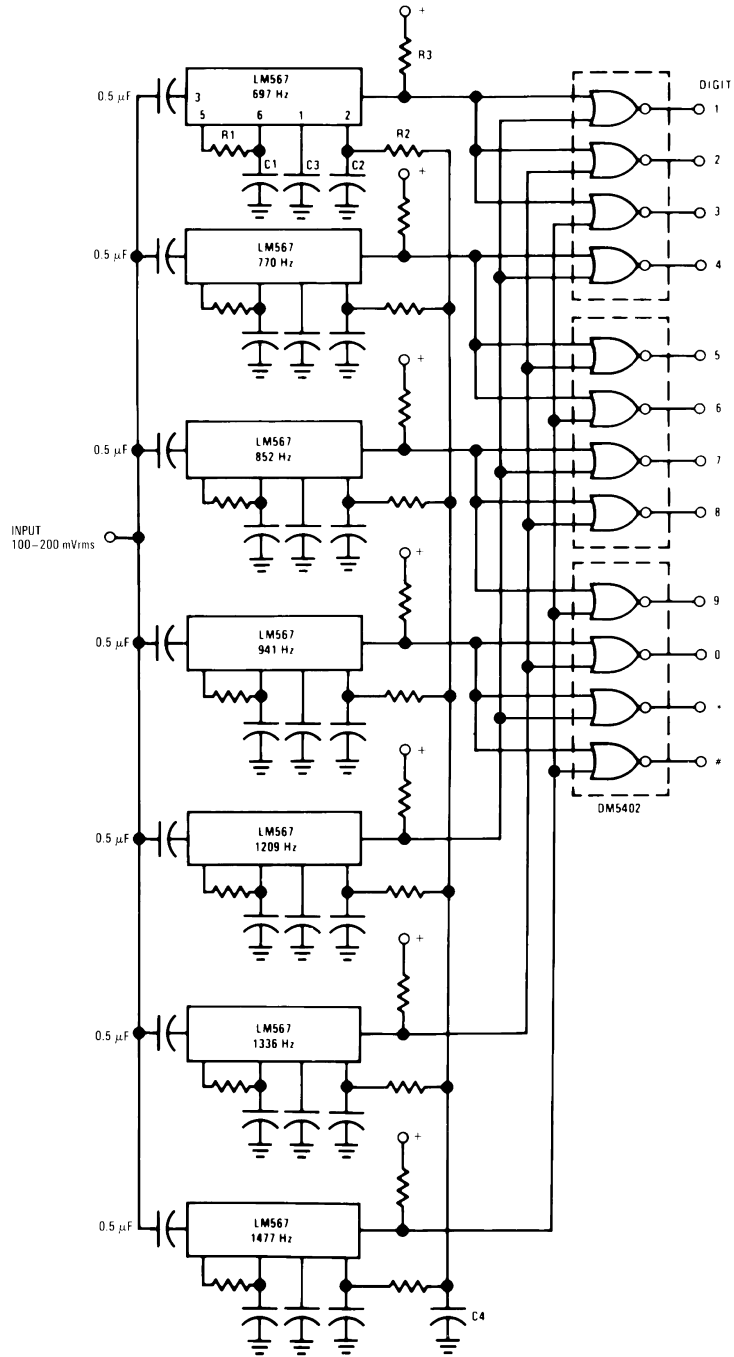 +
R3
DIGIT
0.5 μF
LM567
697 Hz
3
5
6
1
2
R1
R2
C1
C3
C2
1
2
3
4
+
0.5 μF
LM567
770 Hz
5
6
7
8
+
0.5 μF
LM567
852 Hz
INPUT
100–200 mVrms
+
0.5 μF
LM567
941 Hz
9
0
*
#
DM5402
+
0.5 μF
LM567
1209 Hz
+
0.5 μF
LM567
1336 Hz
+
0.5 μF
LM567
1477 Hz
C4